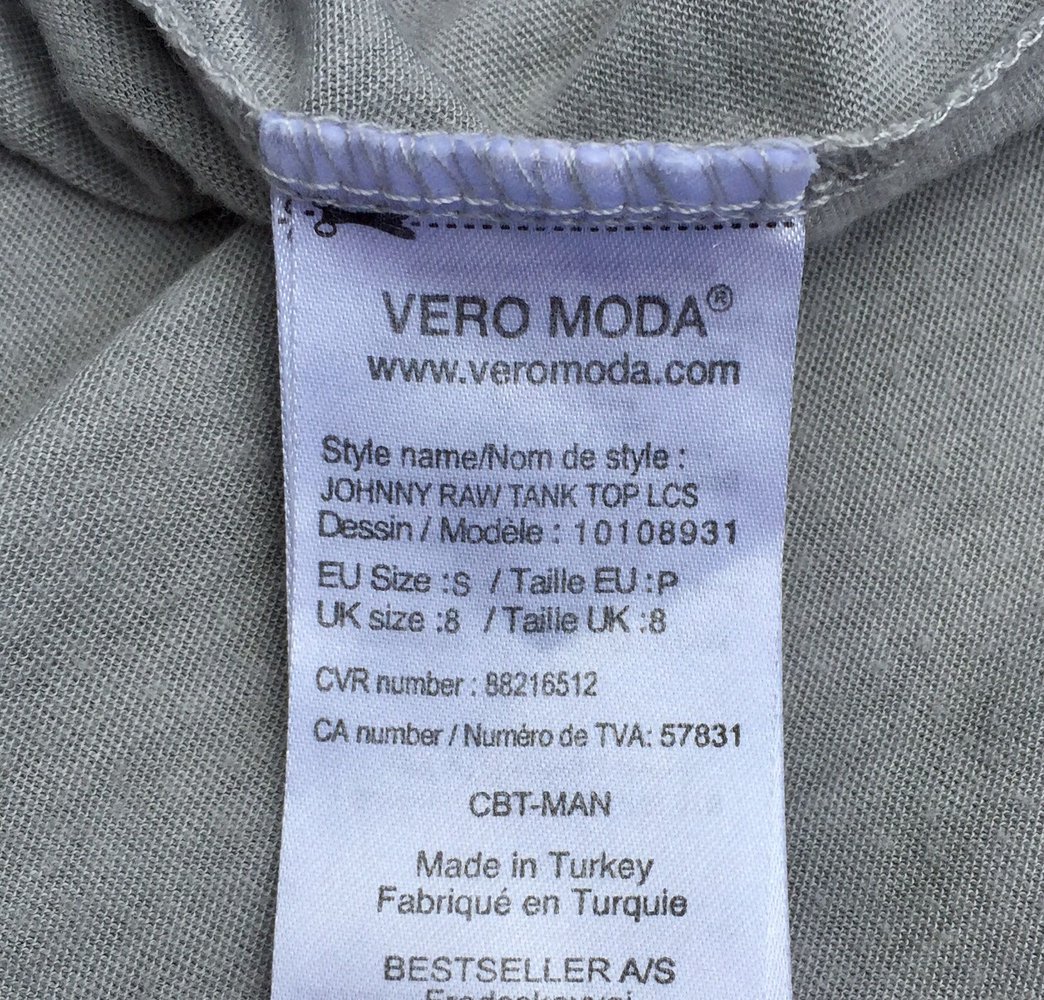 VERO MODA®
www.veromoda.com
Style name/Nom de style :
JOHNNY RAW TANK TOP LCS
Dessin / Modèle : 10108931
EU Size :S / Taille EU :P
UK size :8 / Taille UK :8
CVR number : 88216512
CA number / Numéro de TVA: 57831
CBT-MAN
Made in Turkey
Fabriqué en Turquie
BESTSELLER A/S